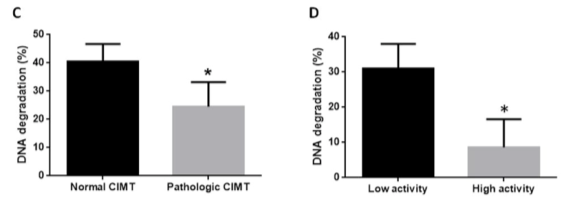 C
DNA degradation (%)
50
40
30
20
10
0
*
Normal CIMT
Pathologic CIMT
D
DNA degradation (%)
40
30
20
10
0
*
Low activity
High activity